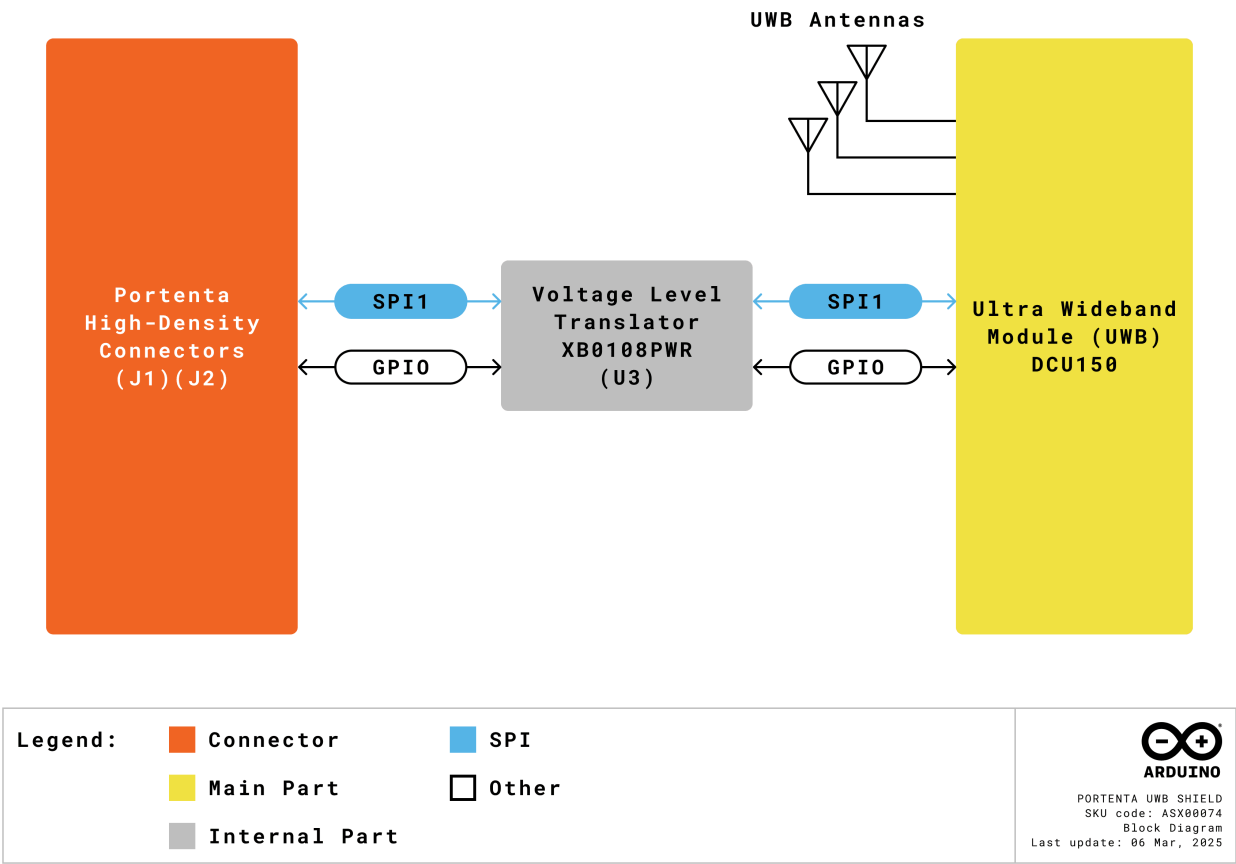 UWB Antennas
Portenta
High-Density
Connectors
(J1)(J2)
SPI1
GPIO
Voltage Level
Translator
XB0108PWR
(U3)
SPI1
GPIO
Ultra Wideband
Module (UWB)
DCU150
Legend:
Connector
SPI
Main Part
Other
Internal Part
ARDUINO
PORTENTA UWB SHIELD
SKU code: ASX00074
Block Diagram
Last update: 06 Mar, 2025